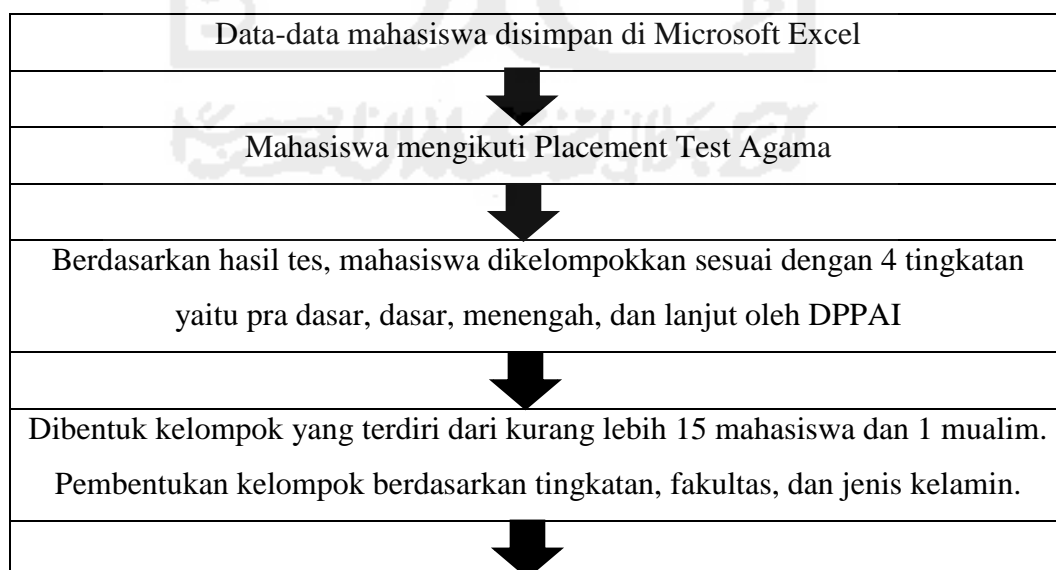 Data-data mahasiswa disimpan di Microsoft Excel
Mahasiswa mengikuti Placement Test Agama
Berdasarkan hasil tes, mahasiswa dikelompokkan sesuai dengan 4 tingkatan
yaitu pra dasar, dasar, menengah, dan lanjut oleh DPPAI
Dibentuk kelompok yang terdiri dari kurang lebih 15 mahasiswa dan 1 mualim.
Pembentukan kelompok berdasarkan tingkatan, fakultas, dan jenis kelamin.